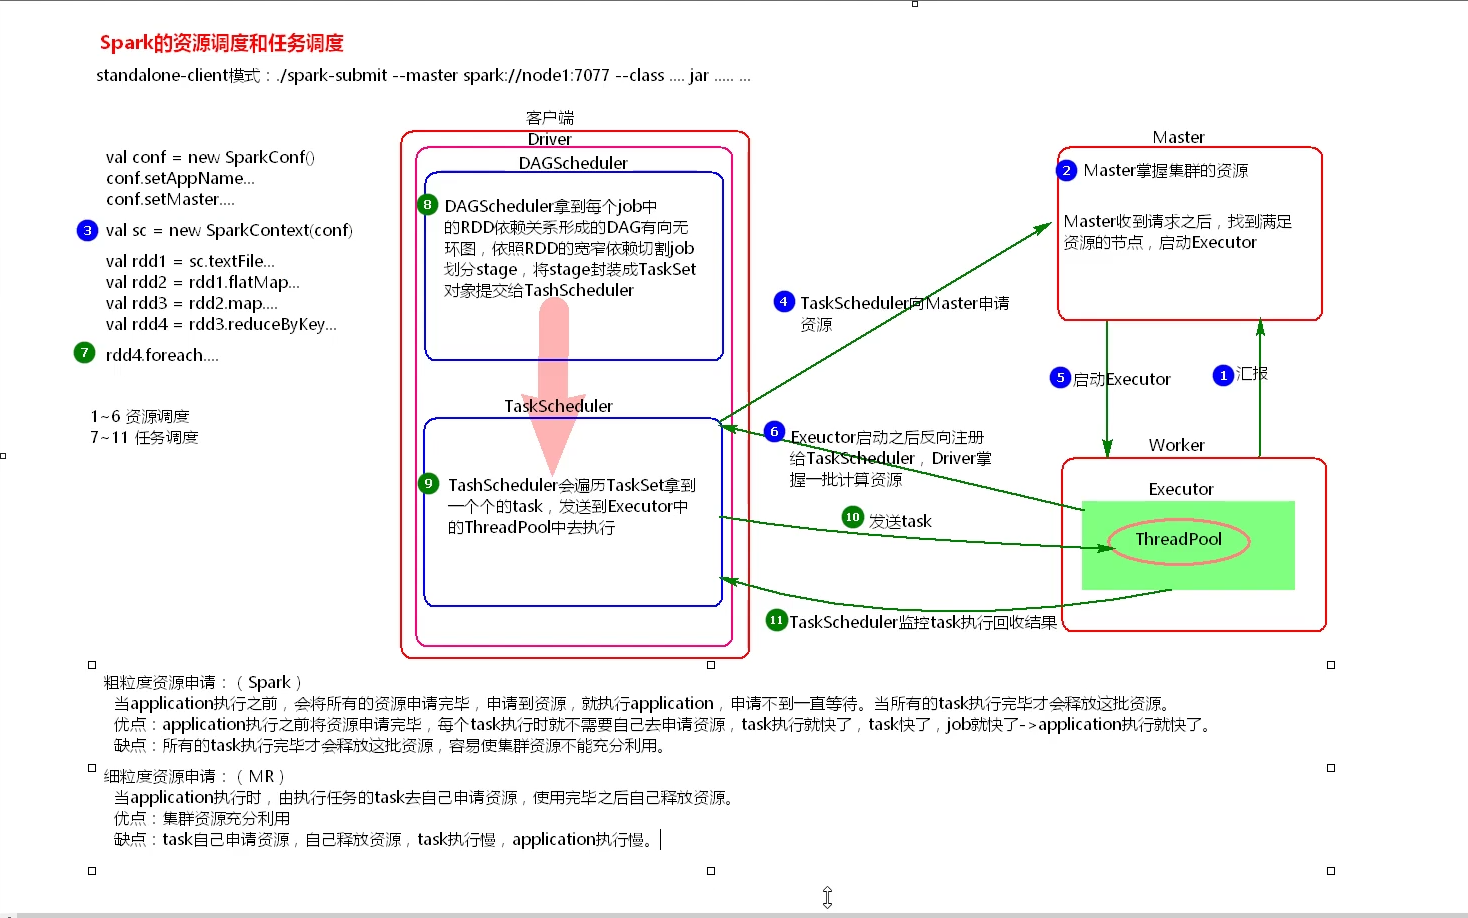 Spark的资源调度和任务调度
standalone-client模式：./spark-submit --master spark://node1:7077 --class .... jar ..... ...
val conf = new SparkConf()
conf.setAppName...
conf.setMaster....
3 val sc = new SparkContext(conf)
val rdd1 = sc.textFile...
val rdd2 = rdd1.flatMap...
val rdd3 = rdd2.map....
val rdd4 = rdd3.reduceByKey...
7 rdd4.foreach....
1~6 资源调度
7~11 任务调度
客户端
Driver
DAGScheduler
8 DAGScheduler拿到每个job中
的RDD依赖关系形成的DAG有向无
环图，依照RDD的宽窄依赖切割job
划分stage，将stage封装成TaskSet
对象提交给TashScheduler
TaskScheduler
9 TashScheduler会遍历TaskSet拿到
一个个的task，发送到Executor中
的ThreadPool中去执行
4 TaskScheduler向Master申请
资源
6 Exeuctor启动之后反向注册
给TaskScheduler，Driver掌
握一批计算资源
10 发送task
11 TaskScheduler监控task执行回收结果
Master
2 Master掌握集群的资源
Master收到请求之后，找到满足
资源的节点，启动Executor
5 启动Executor
1 汇报
Worker
Executor
ThreadPool
粗粒度资源申请：（ Spark ）
当application执行之前，会将所有的资源申请完毕，申请到资源，就执行application，申请不到一直等待。当所有的task执行完毕才会释放这批资源。
优点：application执行之前将资源申请完毕，每个task执行时就不需要自己去申请资源，task执行就快了，task快了，job就快了->application执行就快了。
缺点：所有的task执行完毕才会释放这批资源，容易使集群资源不能充分利用。
细粒度资源申请：（ MR ）
当application执行时，由执行任务的task去自己申请资源，使用完毕之后自己释放资源。
优点：集群资源充分利用
缺点：task自己申请资源，自己释放资源，task执行慢，application执行慢。